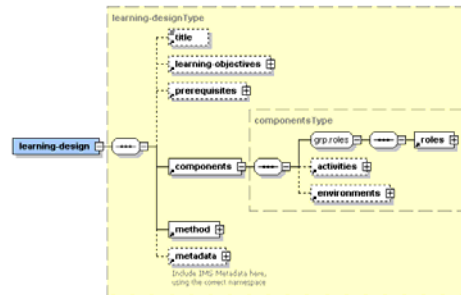 learning-designType
title
learning-objectives
prerequisites
componentsType
grp.roles
roles
learning-design
components
activities
environments
method
metadata
Include IMS Metadata here,
using the correct namespace